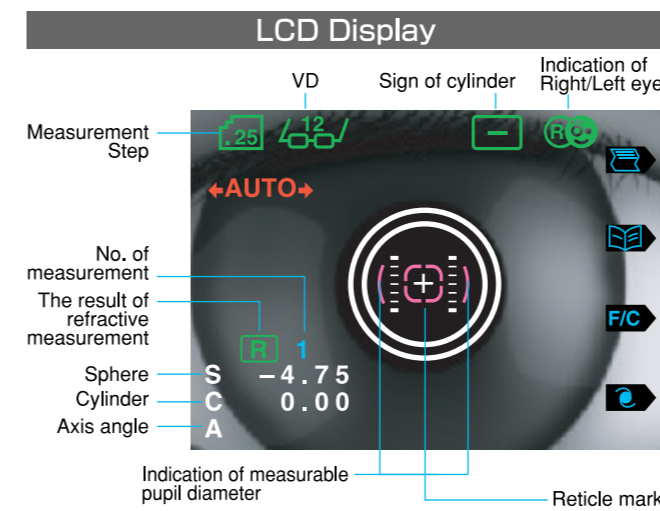 LCD Display
VD
Sign of cylinder
Indication of
Right/Left eye
Measurement
Step
.25
12
−
R
←AUTO→
No. of
measurement
The result of
refractive
measurement
R 1
F/C
Sphere
S −4.75
Cylinder
C 0.00
Axis angle
A
Indication of measurable
pupil diameter
Reticle mark